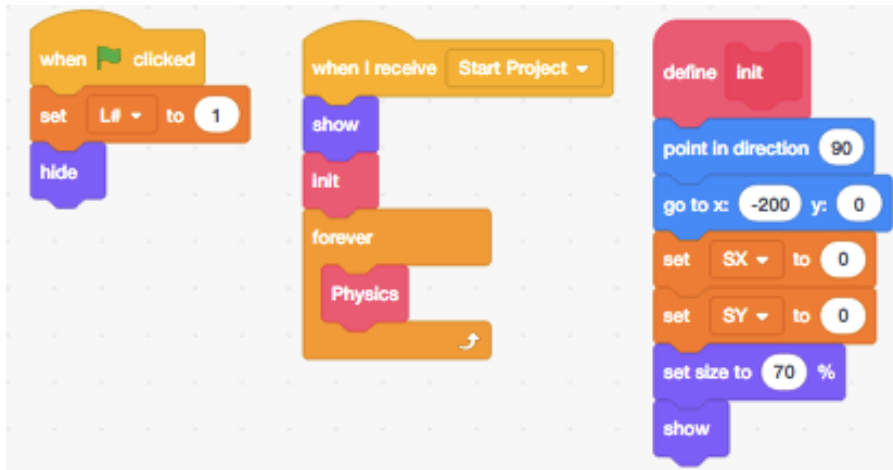 when clicked
set L# to 1
hide
when I receive Start Project
show
init
forever
Physics
define init
point in direction 90
go to x: -200 y: 0
set SX to 0
set SY to 0
set size to 70 %
show